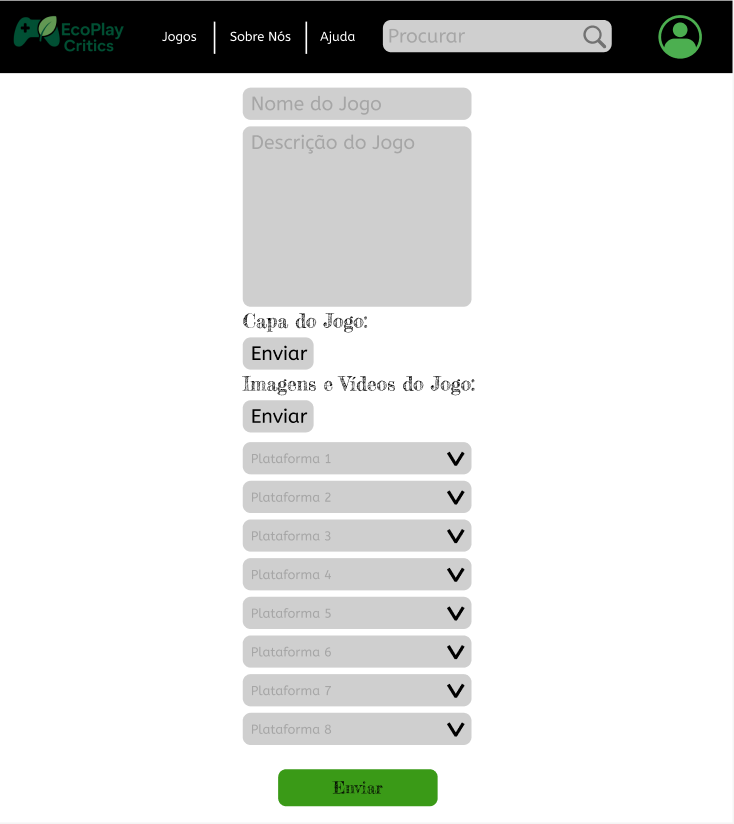 EcoPlay
Critics
Jogos
Sobre Nós
Ajuda
Procurar
Nome do Jogo
Descrição do Jogo
Capa do Jogo:
Enviar
Imagens e Vídeos do Jogo:
Enviar
Plataforma 1
Plataforma 2
Plataforma 3
Plataforma 4
Plataforma 5
Plataforma 6
Plataforma 7
Plataforma 8
Enviar